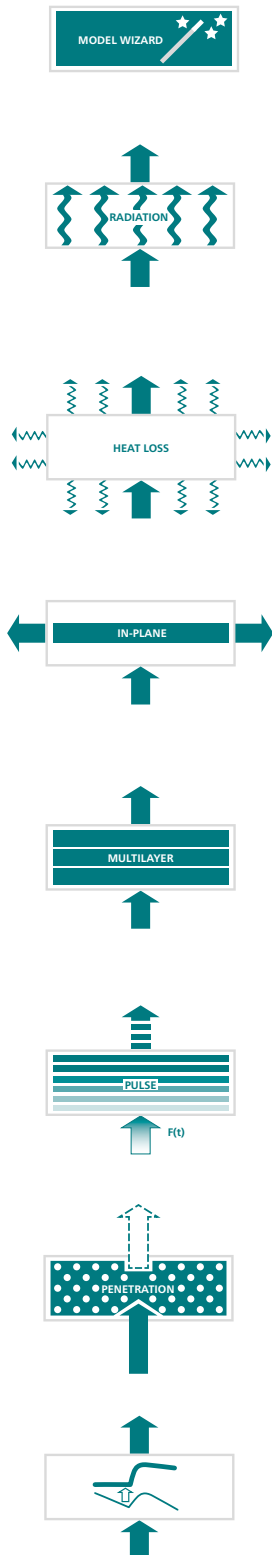 MODEL WIZARD
RADIATION
HEAT LOSS
IN-PLANE
MULTILAYER
PULSE
F(t)
PENETRATION